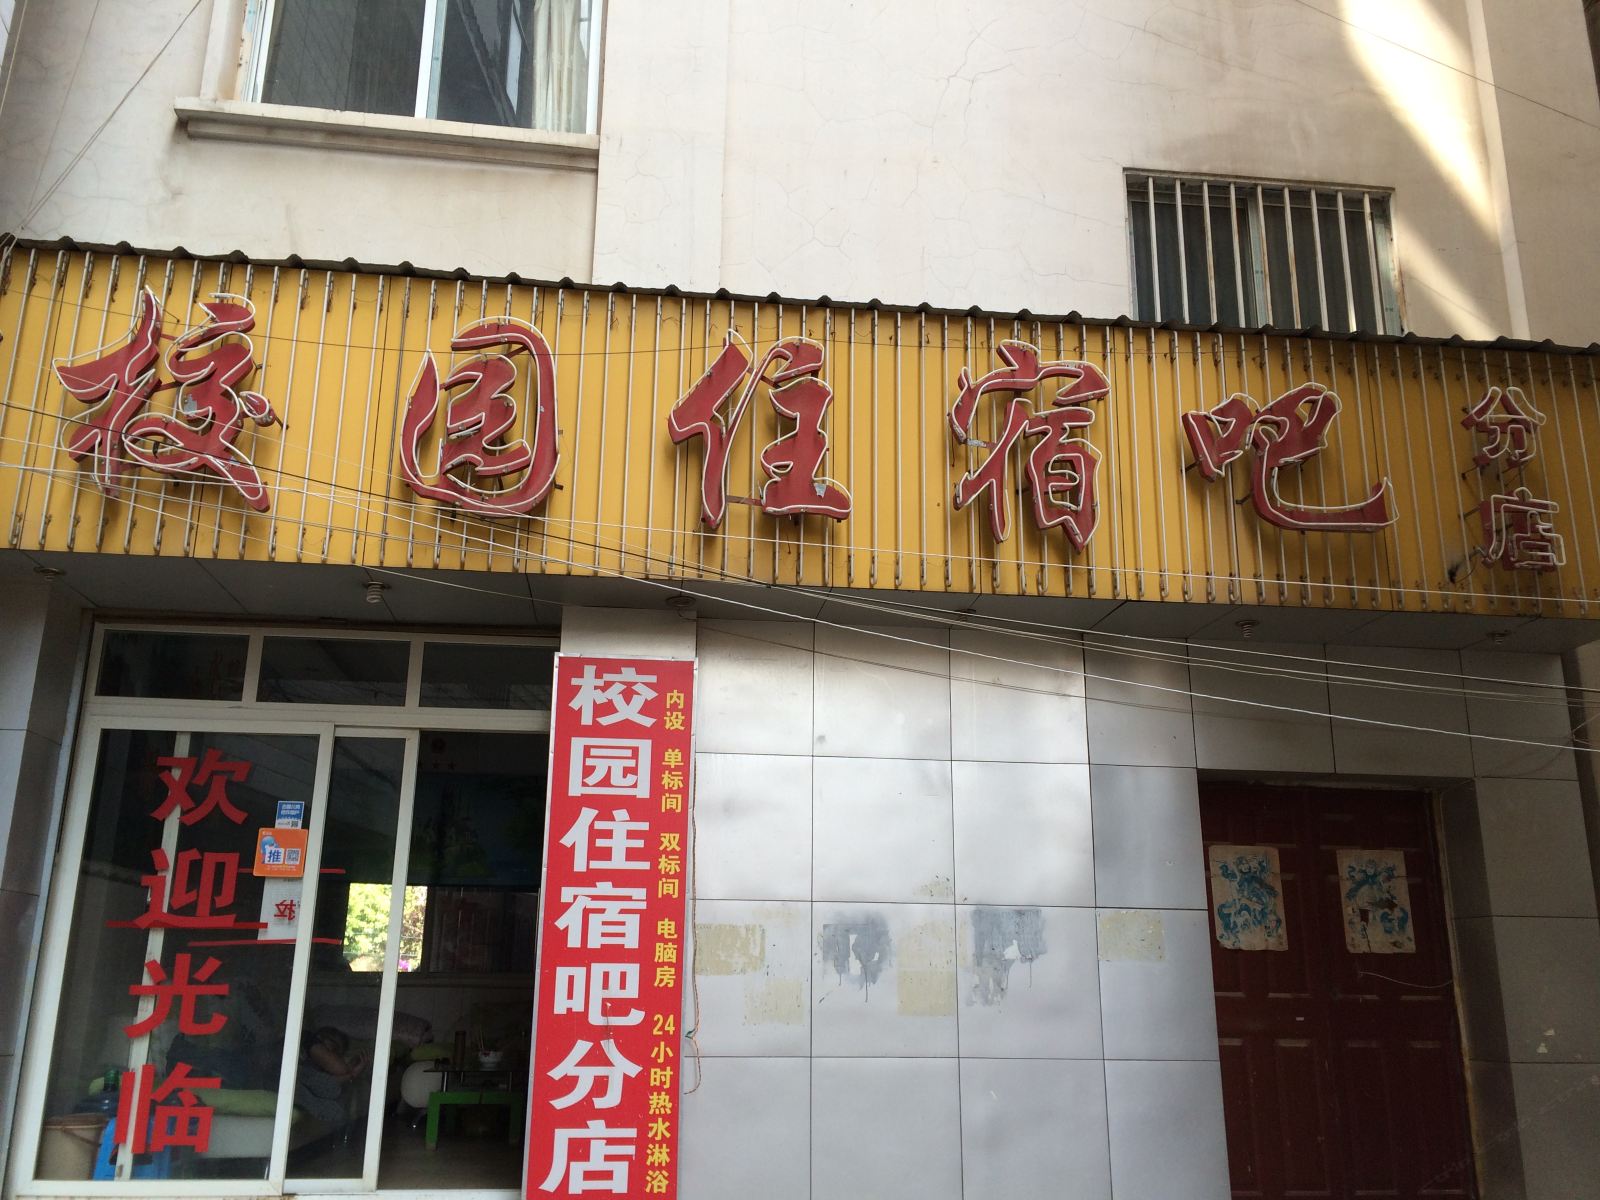 校园住宿吧
分店
校园住宿吧分店
内设 单标间 双标间 电脑房 24小时热水淋浴
欢迎光临
推
拉